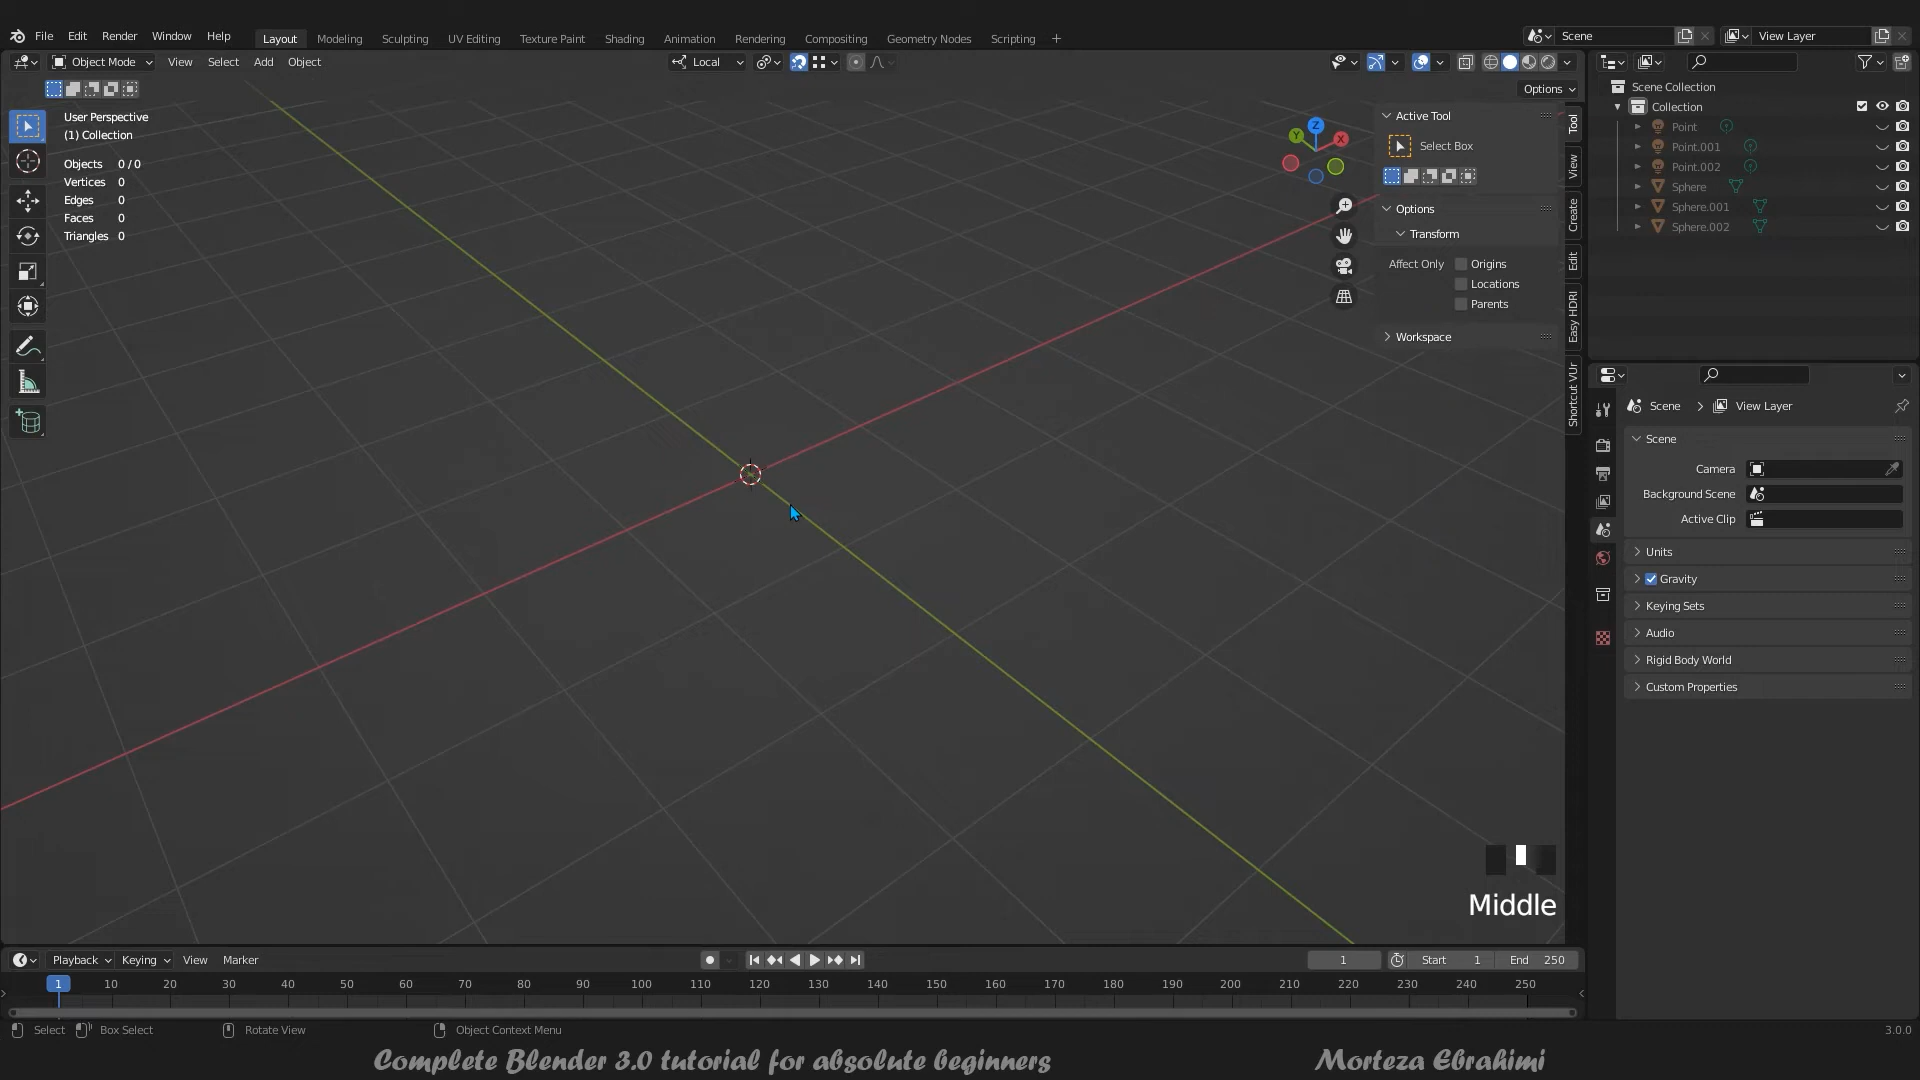 File Edit Render Window Help
Layout Modeling Sculpting UV Editing Texture Paint Shading Animation Rendering Compositing Geometry Nodes Scripting
Scene
View Layer
Object Mode View Select Add Object
Local
Options
User Perspective
(1) Collection
Objects 0 / 0
Vertices 0
Edges 0
Faces 0
Triangles 0
Z
Y
X
Active Tool
Select Box
Options
Transform
Affect Only Origins
Locations
Parents
Workspace
Tool
View
Create
Edit
Easy HDRI
Shortcut VUr
Scene Collection
Collection
Point
Point.001
Point.002
Sphere
Sphere.001
Sphere.002
Scene View Layer
Scene
Camera
Background Scene
Active Clip
Units
Gravity
Keying Sets
Audio
Rigid Body World
Custom Properties
Middle
Playback Keying View Marker
1 Start 1 End 250
1 10 20 30 40 50 60 70 80 90 100 110 120 130 140 150 160 170 180 190 200 210 220 230 240 250
Select Box Select Rotate View Object Context Menu
3.0.0
Complete Blender 3.0 tutorial for absolute beginners
Morteza Ebrahimi